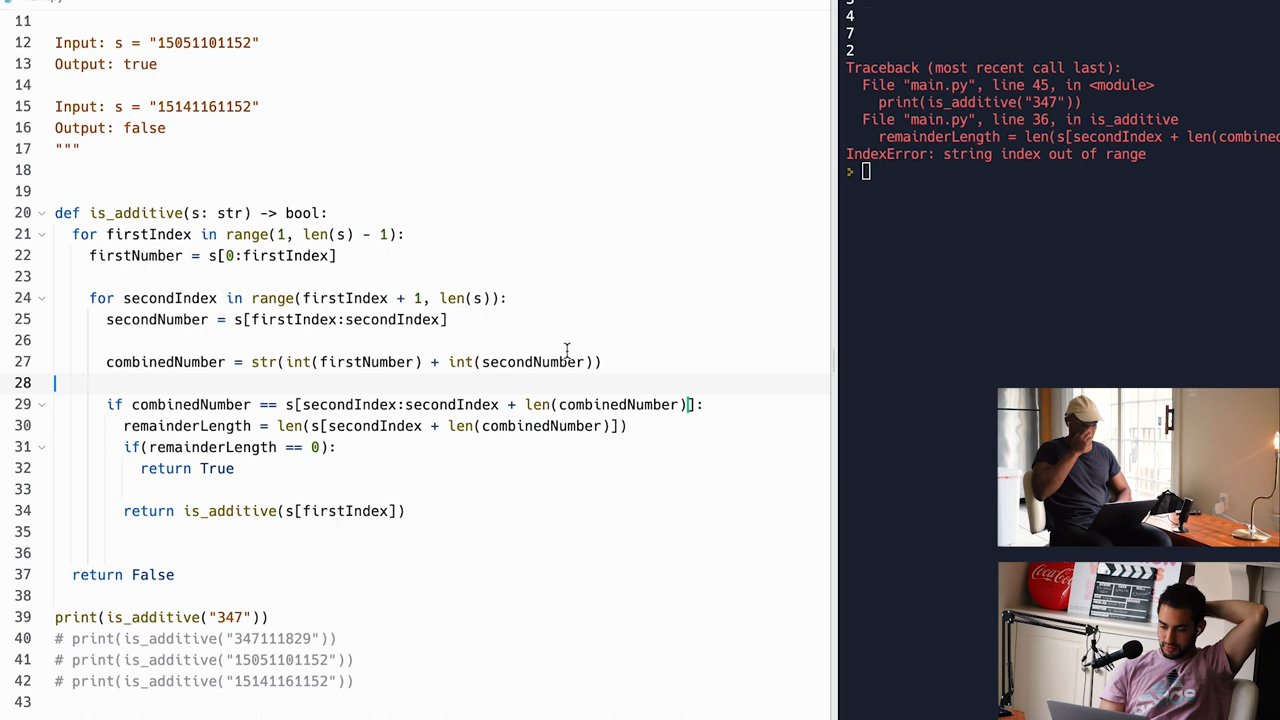 11
12 Input: s = "15051101152"
13 Output: true
14
15 Input: s = "15141161152"
16 Output: false
17 """
18
19
20 def is_additive(s: str) -> bool:
21 for firstIndex in range(1, len(s) - 1):
22 firstNumber = s[0:firstIndex]
23
24 for secondIndex in range(firstIndex + 1, len(s)):
25 secondNumber = s[firstIndex:secondIndex]
26
27 combinedNumber = str(int(firstNumber) + int(secondNumber))
28
29 if combinedNumber == s[secondIndex:secondIndex + len(combinedNumber)]:
30 remainderLength = len(s[secondIndex + len(combinedNumber)])
31 if(remainderLength == 0):
32 return True
33
34 return is_additive(s[firstIndex])
35
36
37 return False
38
39 print(is_additive("347"))
40 # print(is_additive("347111829"))
41 # print(is_additive("15051101152"))
42 # print(is_additive("15141161152"))
43
4
7
2
Traceback (most recent call last):
File "main.py", line 45, in <module>
print(is_additive("347"))
File "main.py", line 36, in is_additive
remainderLength = len(s[secondIndex + len(combined
IndexError: string index out of range
Coca-Cola